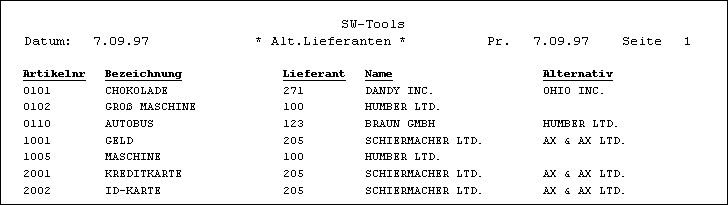 SW-Tools
Datum: 7.09.97 * Alt.Lieferanten * Pr. 7.09.97 Seite 1
Artikelnr Bezeichnung Lieferant Name Alternativ
0101 CHOKOLADE 271 DANDY INC. OHIO INC.
0102 GROß MASCHINE 100 HUMBER LTD.
0110 AUTOBUS 123 BRAUN GMBH HUMBER LTD.
1001 GELD 205 SCHIERMACHER LTD. AX & AX LTD.
1005 MASCHINE 100 HUMBER LTD.
2001 KREDITKARTE 205 SCHIERMACHER LTD. AX & AX LTD.
2002 ID-KARTE 205 SCHIERMACHER LTD. AX & AX LTD.